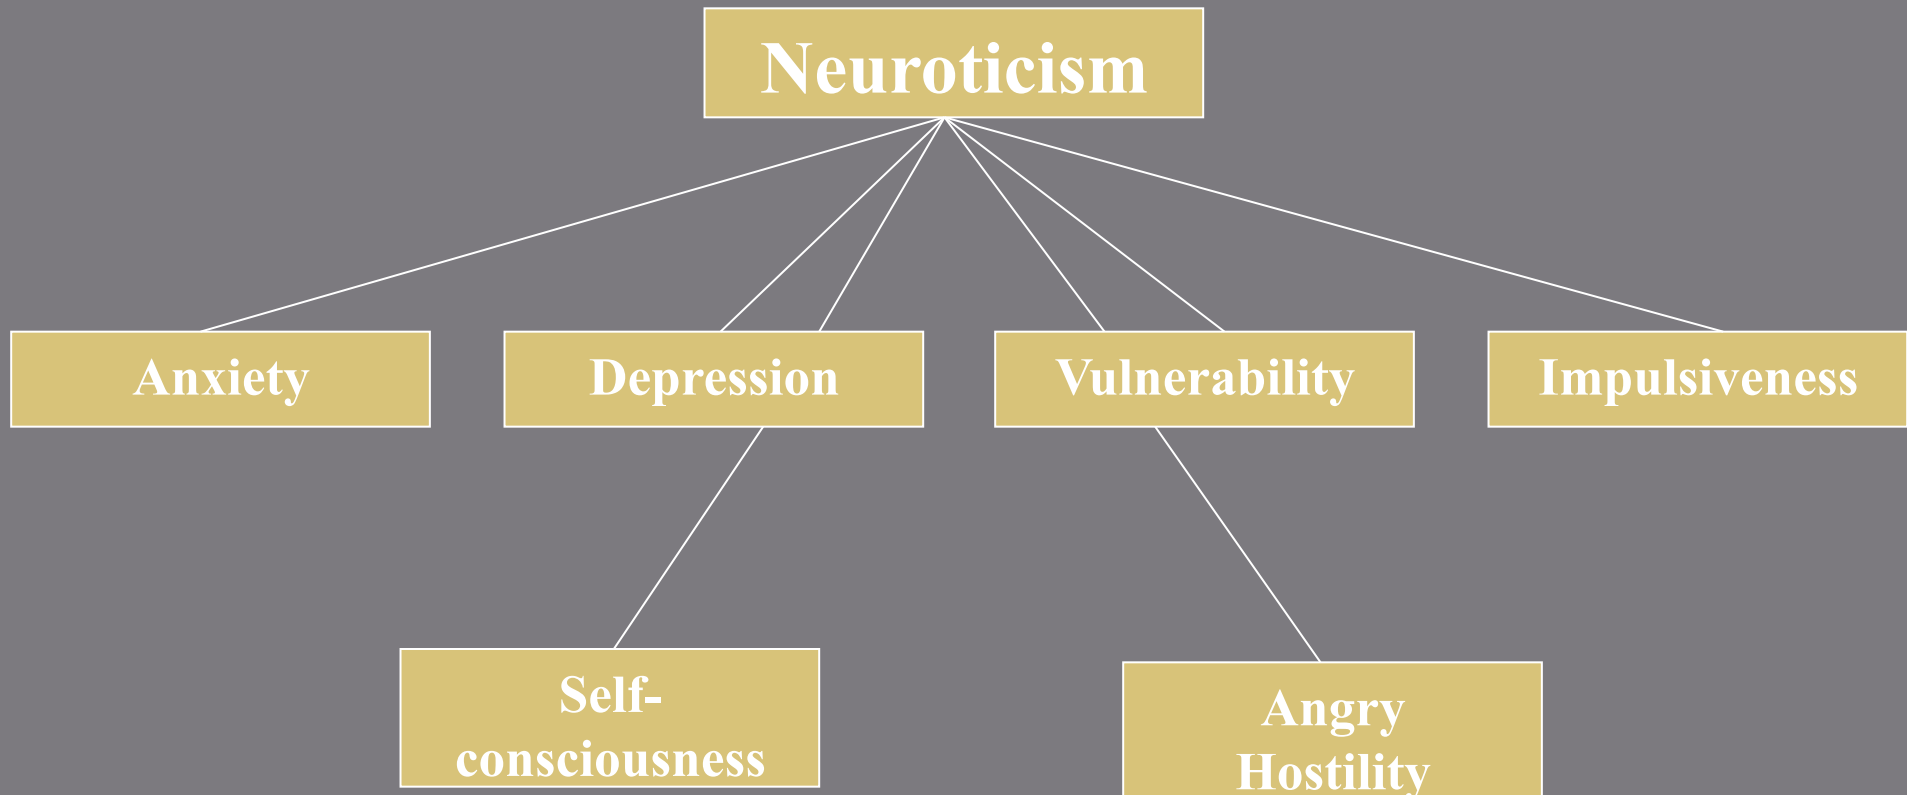 Neuroticism
Anxiety
Depression
Vulnerability
Impulsiveness
Self-
consciousness
Angry
Hostility